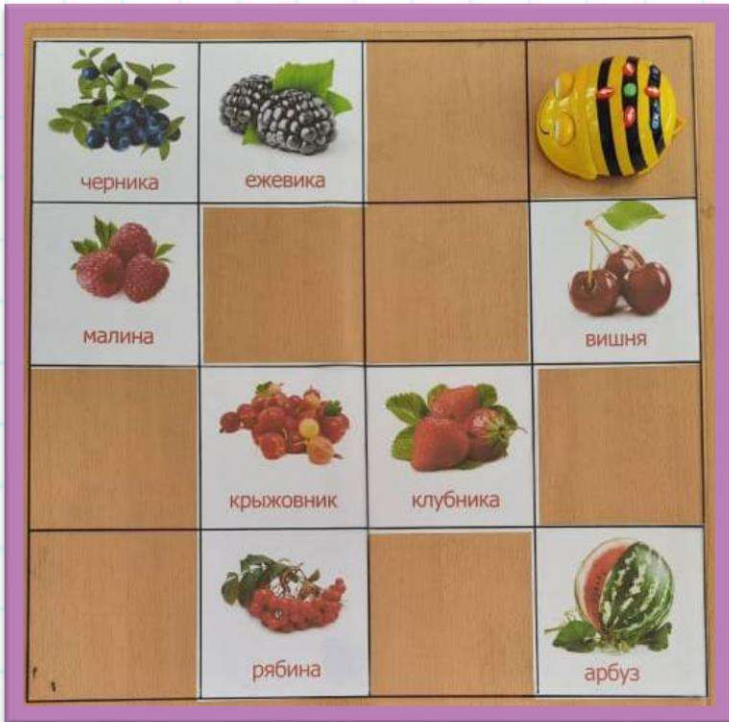 черника
ежевика
малина
вишня
крыжовник
клубника
рябина
арбуз